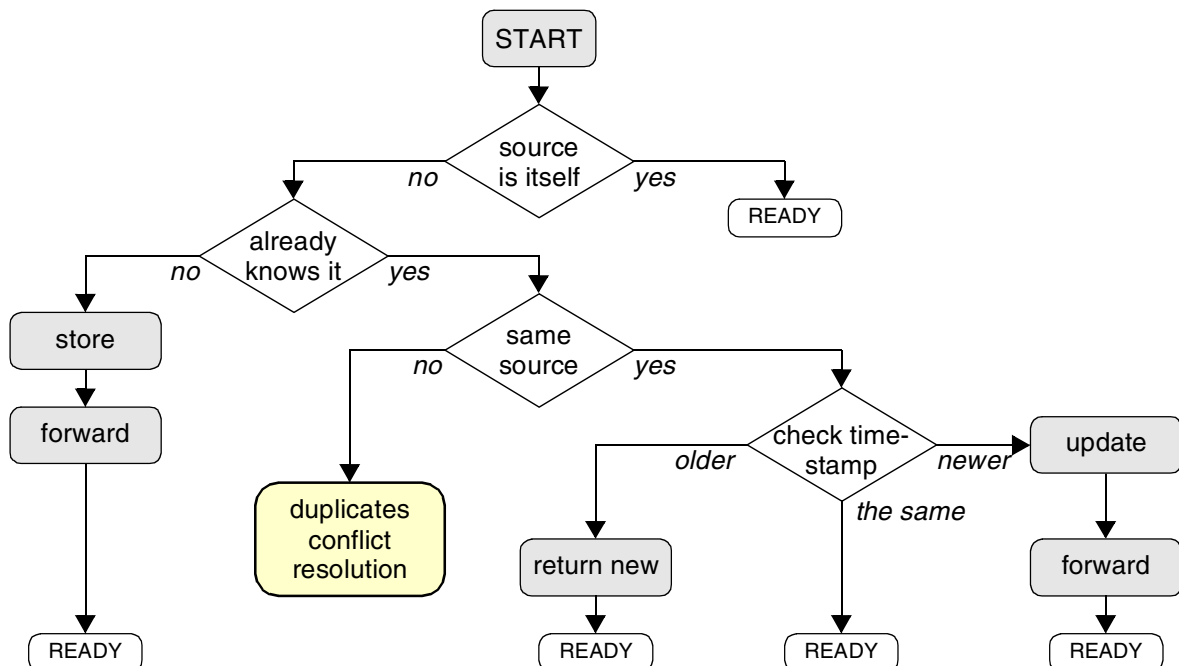 START
source
is itself
no
yes
READY
already
knows it
no
yes
store
same
source
no
yes
forward
check time-
stamp
older
newer
the same
update
duplicates
conflict
resolution
return new
forward
READY
READY
READY
READY